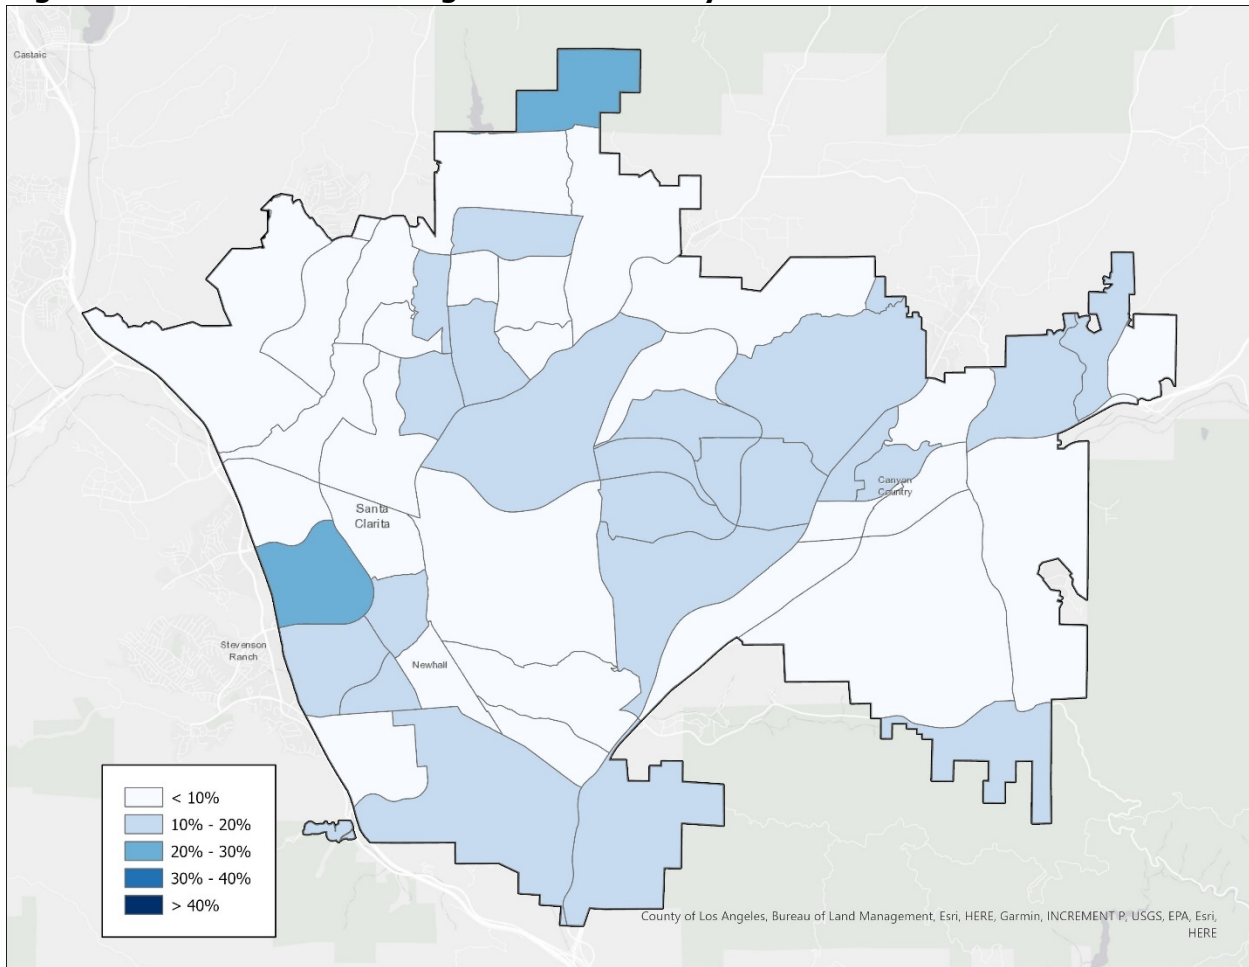 Castaic
Santa
Clarita
Canyon
Country
Stevenson
Ranch
Newhall
< 10%
10% - 20%
20% - 30%
30% - 40%
> 40%
County of Los Angeles, Bureau of Land Management, Esri, HERE, Garmin, INCREMENT P, USGS, EPA, Esri,
HERE